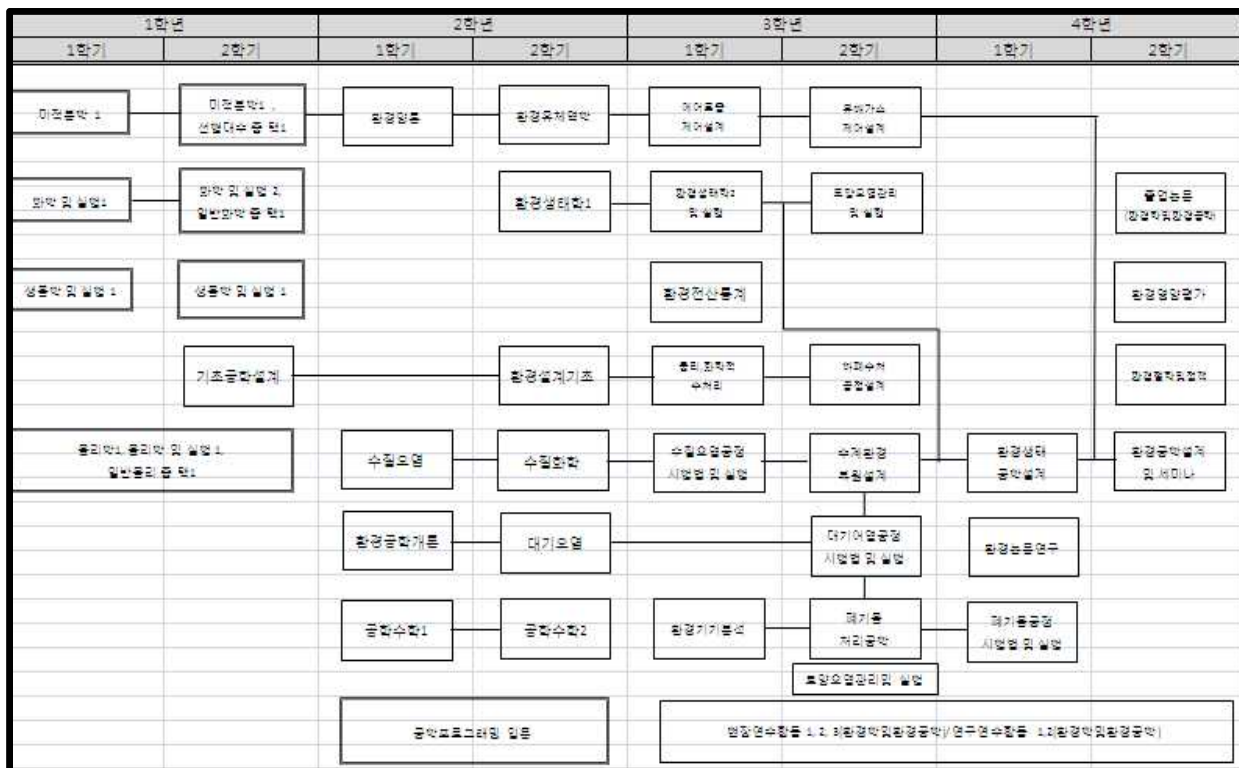 1학년 2학년 3학년 4학년
1학기 2학기 1학기 2학기 1학기 2학기 1학기 2학기
미적분학 1
미적분학1,
선형대수 중 택1
환경양론
환경유체역학
에어로졸
제어설계
유해가스
제어설계
화학 및 실험1
화학 및 실험 2,
일반화학 중 택1
환경생태학1
환경생태학2
및 실험
토양오염관리
및 실험
졸업논문
(환경학및환경공학)
생물학 및 실험 1
생물학 및 실험 1
환경전산통계
환경영향평가
기초공학설계
환경설계기초
물리,화학적
수처리
하폐수처
공정설계
환경철학및정책
물리학1, 물리학 및 실험 1,
일반물리 중 택1
수질오염
수질화학
수질오염공정
시험법 및 실험
수계환경
복원설계
환경생태
공학설계
환경공학설계
및 세미나
환경공학개론
대기오염
대기어염공정
시험법 및 실험
환경논문연구
공학수학1
공학수학2
환경기기분석
폐기물
처리공학
폐기물공정
시험법 및 실험
토양오염관리및 실험
공학프로그래밍 입문
현장연수활동 1, 2, 3(환경학및환경공학)/연구연수활동 1,2(환경학및환경공학)